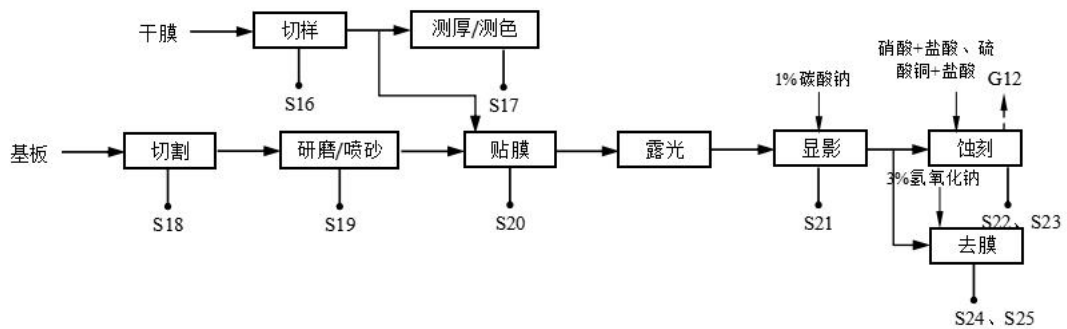 干膜
切样
测厚/测色
S16
S17
1%碳酸钠
硝酸+盐酸、硫
酸铜+盐酸
G12
基板
切割
研磨/喷砂
贴膜
露光
显影
蚀刻
3%氢氧化钠
S18
S19
S20
S21
S22、S23
去膜
S24、S25